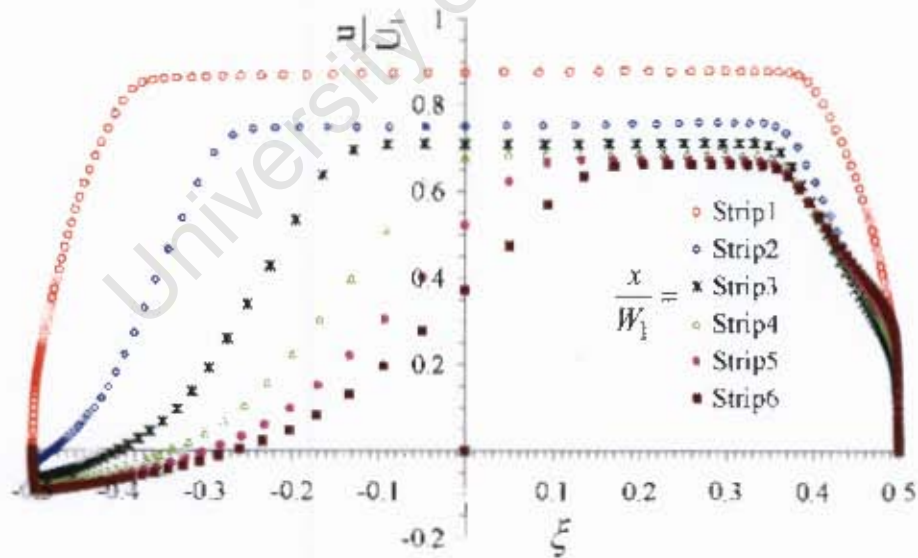 University o
1
u
U
0.8
0.6
0.4
0.2
Strip1
Strip2
Strip3
Strip4
Strip5
Strip6
x
W₁
=
-0.4 -0.3 -0.2 -0.1 0.1 0.2 0.3 0.4 0.5
-0.2
ξ